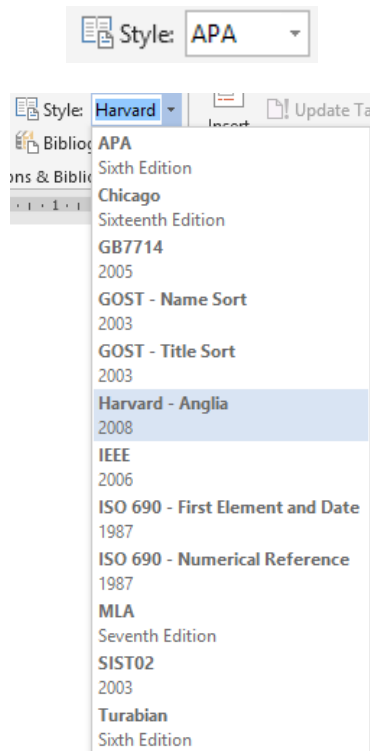 Style: APA
Style: Harvard Update Ta
Insert
Bibliog
ons & Biblio
1
APA
Sixth Edition
Chicago
Sixteenth Edition
GB7714
2005
GOST - Name Sort
2003
GOST - Title Sort
2003
Harvard - Anglia
2008
IEEE
2006
ISO 690 - First Element and Date
1987
ISO 690 - Numerical Reference
1987
MLA
Seventh Edition
SIST02
2003
Turabian
Sixth Edition